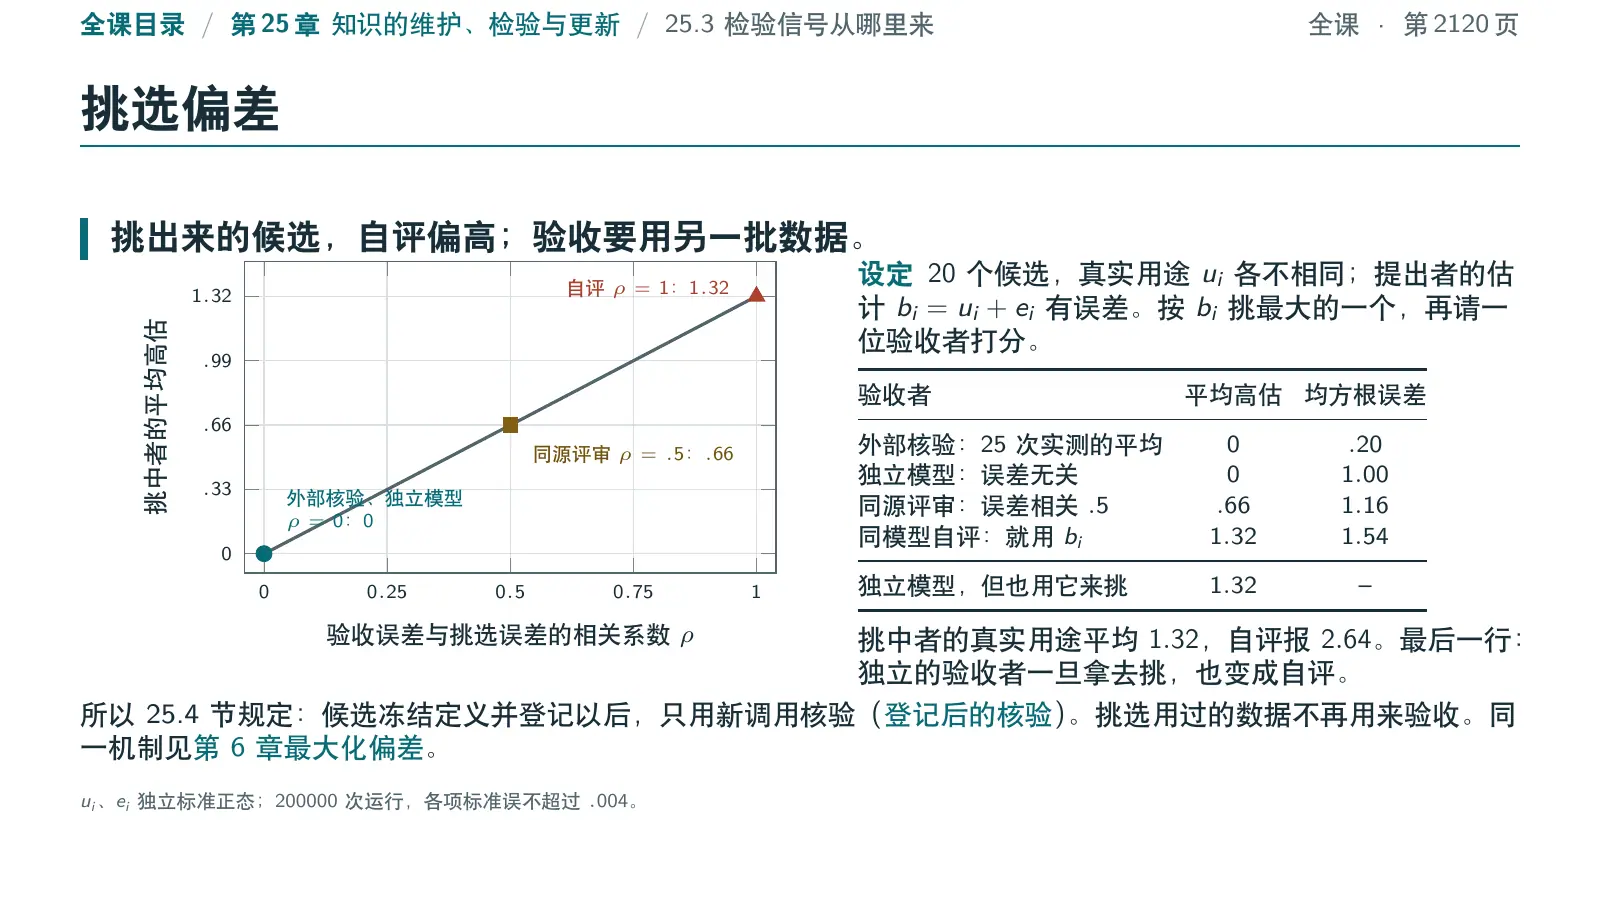 全课目录 / 第 25 章 知识的维护、检验与更新 / 25.3 检验信号从哪里来
全课 · 第 2120 页
挑选偏差
挑出来的候选，自评偏高；验收要用另一批数据。
挑中者的平均高估
1.32
.99
.66
.33
0
自评 ρ = 1：1.32
同源评审 ρ = .5：.66
外部核验、独立模型
ρ = 0：0
0 0.25 0.5 0.75 1
验收误差与挑选误差的相关系数 ρ
设定 20 个候选，真实用途 uᵢ 各不相同；提出者的估
计 bᵢ = uᵢ + eᵢ 有误差。按 bᵢ 挑最大的一个，再请一
位验收者打分。
验收者 平均高估 均方根误差
外部核验：25 次实测的平均 0 .20
独立模型：误差无关 0 1.00
同源评审：误差相关 .5 .66 1.16
同模型自评：就用 bᵢ 1.32 1.54
独立模型，但也用它来挑 1.32 –
挑中者的真实用途平均 1.32，自评报 2.64。最后一行：
独立的验收者一旦拿去挑，也变成自评。
所以 25.4 节规定：候选冻结定义并登记以后，只用新调用核验（登记后的核验）。挑选用过的数据不再用来验收。同
一机制见第 6 章最大化偏差。
uᵢ、eᵢ 独立标准正态；200000 次运行，各项标准误不超过 .004。